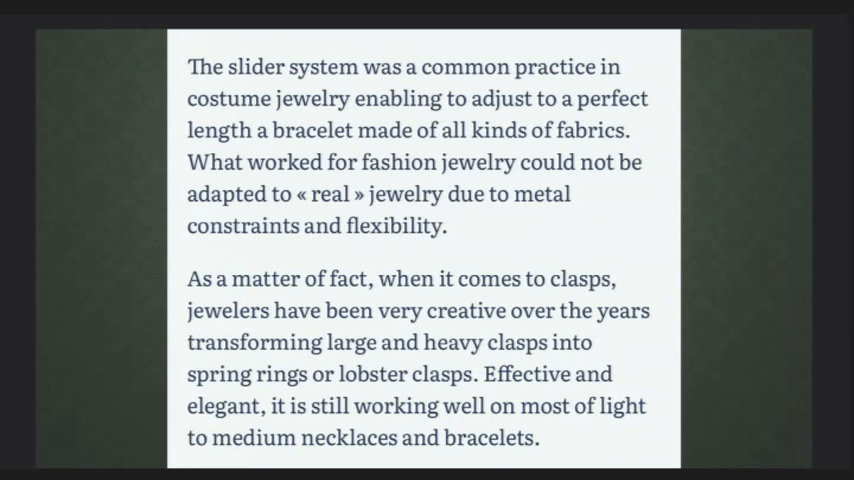 The slider system was a common practice in
costume jewelry enabling to adjust to a perfect
length a bracelet made of all kinds of fabrics.
What worked for fashion jewelry could not be
adapted to « real » jewelry due to metal
constraints and flexibility.
As a matter of fact, when it comes to clasps,
jewelers have been very creative over the years
transforming large and heavy clasps into
spring rings or lobster clasps. Effective and
elegant, it is still working well on most of light
to medium necklaces and bracelets.